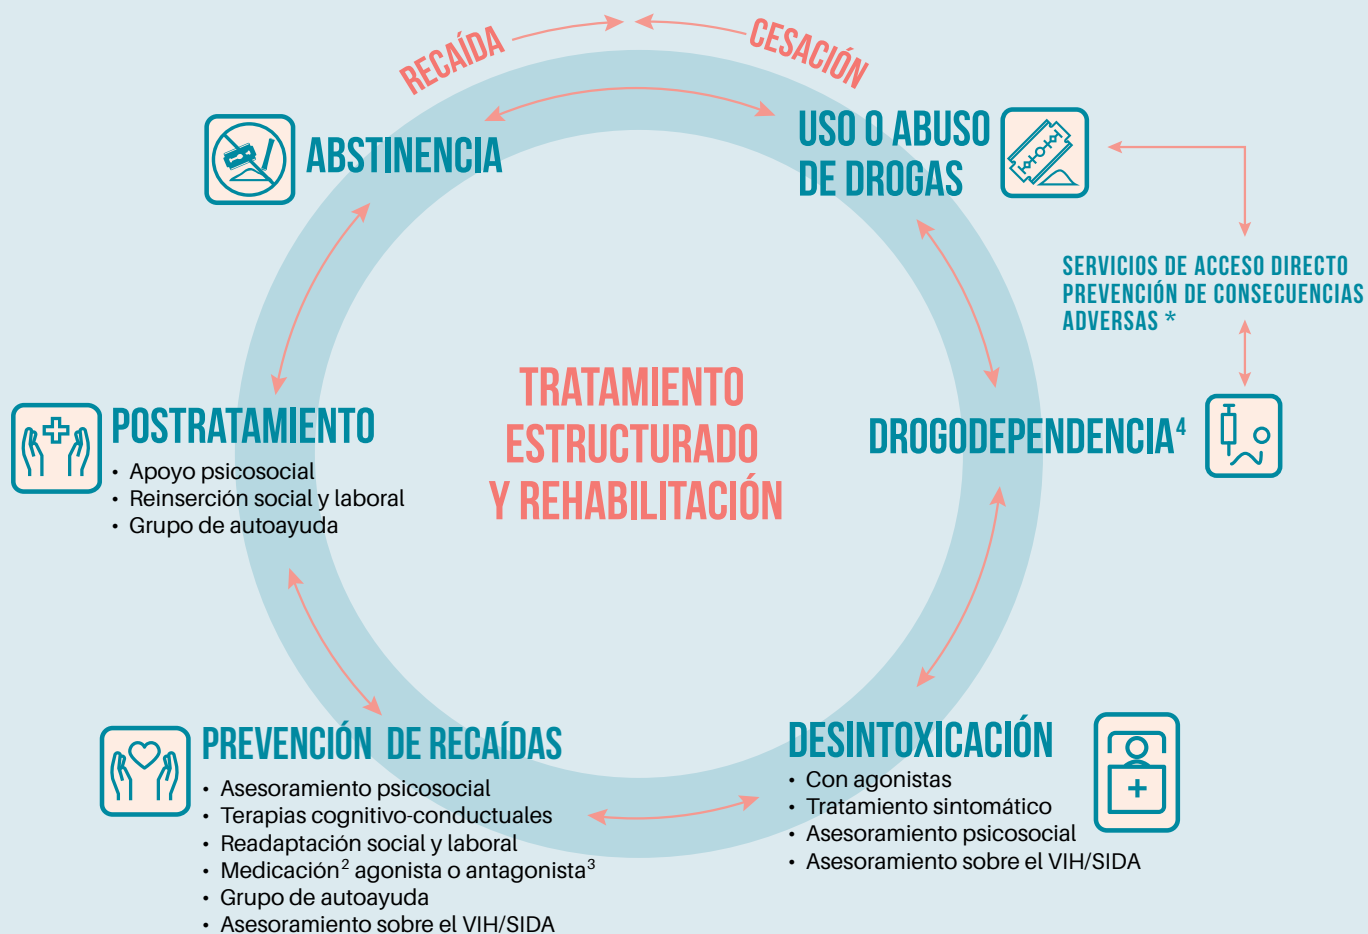 RECAÍDA
CESACIÓN
ABSTINENCIA
USO O ABUSO
DE DROGAS
SERVICIOS DE ACCESO DIRECTO
PREVENCIÓN DE CONSECUENCIAS
ADVERSAS *
TRATAMIENTO
ESTRUCTURADO
Y REHABILITACIÓN
POSTRATAMIENTO
• Apoyo psicosocial
• Reinserción social y laboral
• Grupo de autoayuda
DROGODEPENDENCIA⁴
PREVENCIÓN DE RECAÍDAS
• Asesoramiento psicosocial
• Terapias cognitivo-conductuales
• Readaptación social y laboral
• Medicación² agonista o antagonista³
• Grupo de autoayuda
• Asesoramiento sobre el VIH/SIDA
DESINTOXICACIÓN
• Con agonistas
• Tratamiento sintomático
• Asesoramiento psicosocial
• Asesoramiento sobre el VIH/SIDA